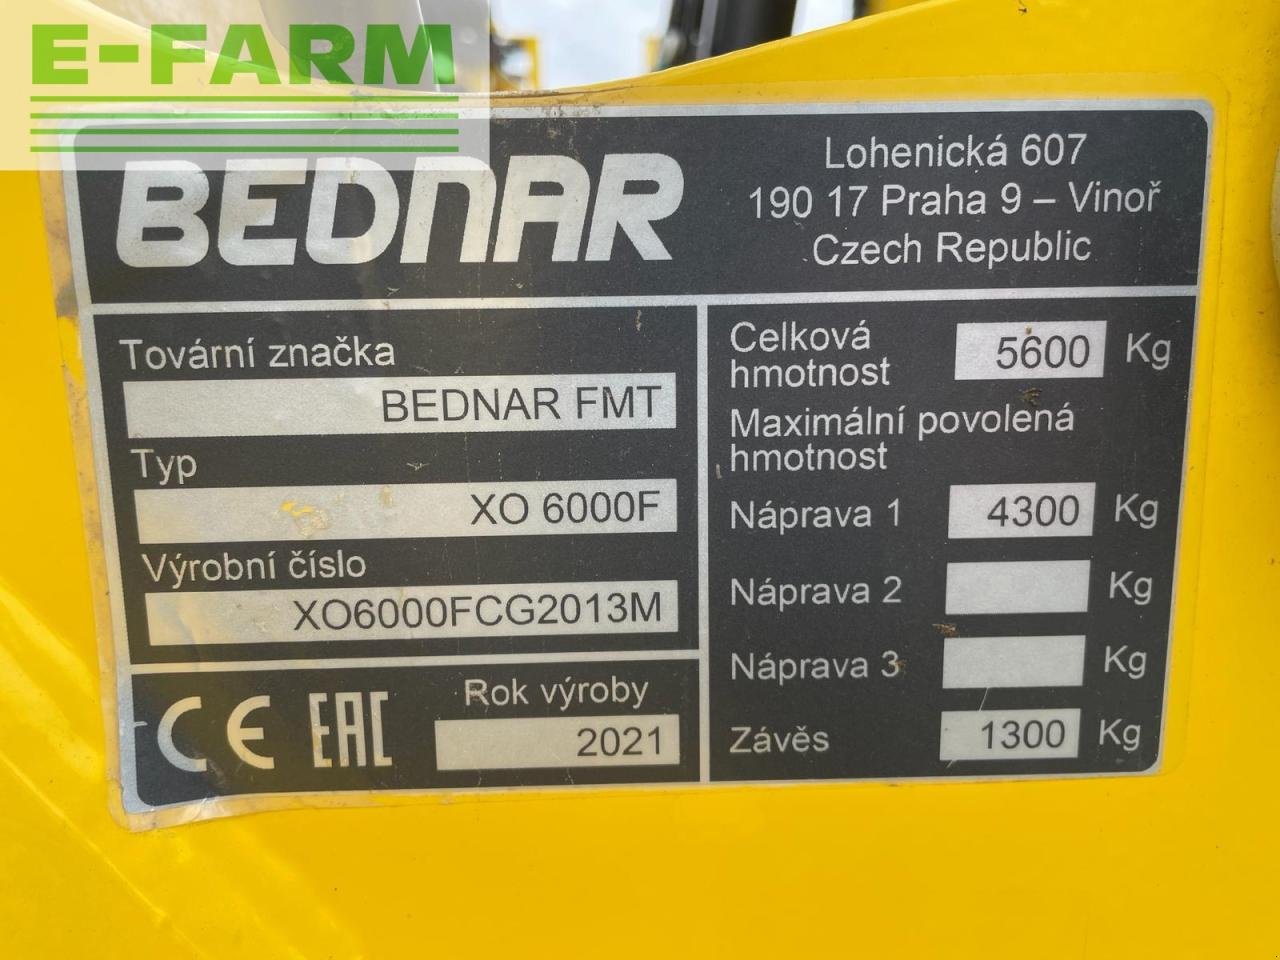 E-FARM
BEDNAR
Lohenická 607
190 17 Praha 9 – Vinoř
Czech Republic
Tovární značka
BEDNAR FMT
Typ
XO 6000F
Výrobní číslo
XO6000FCG2013M
CE EAC
Rok výroby
2021
Celková
hmotnost
5600 Kg
Maximální povolená
hmotnost
Náprava 1 4300 Kg
Náprava 2 Kg
Náprava 3 Kg
Závěs 1300 Kg